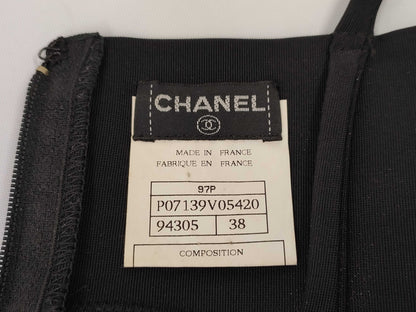 CHANEL
MADE IN FRANCE
FABRIQUE EN FRANCE
97P
P07139V05420
94305 38
COMPOSITION